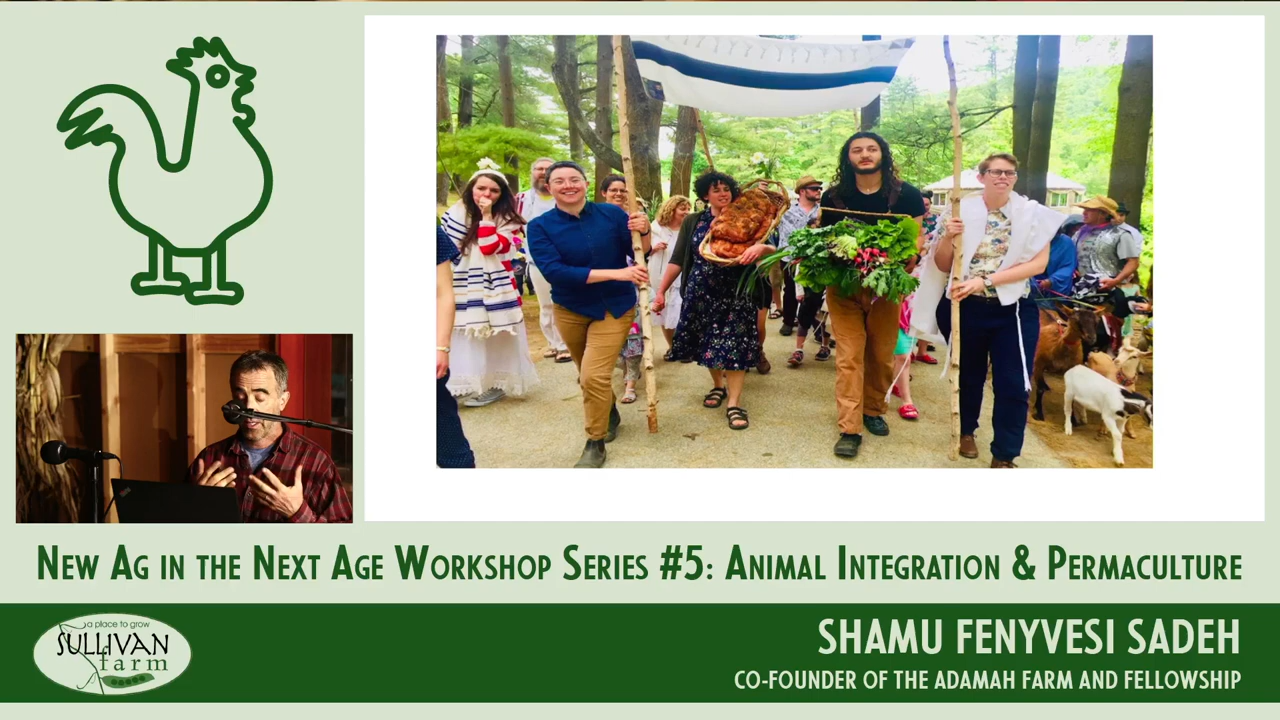 New Ag in the Next Age Workshop Series #5: Animal Integration & Permaculture
a place to grow
SULLIVAN
farm
SHAMU FENYVESI SADEH
CO-FOUNDER OF THE ADAMAH FARM AND FELLOWSHIP